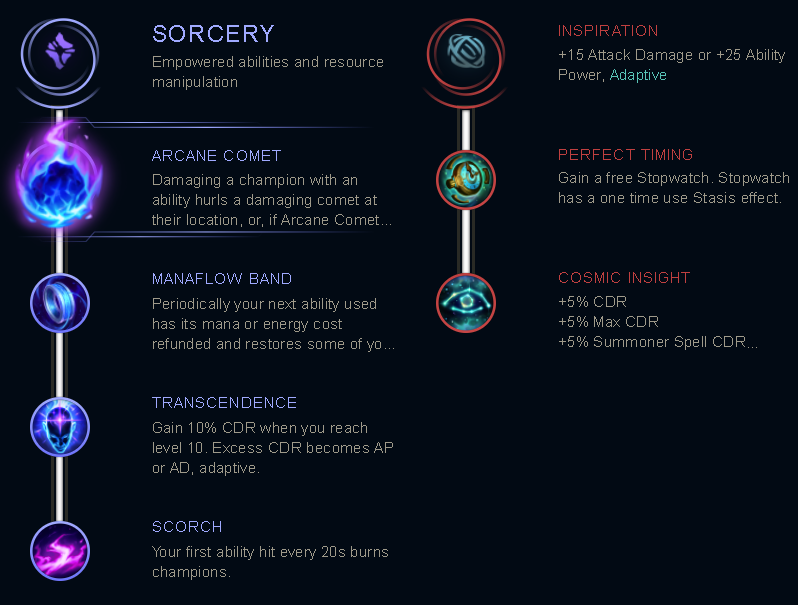 SORCERY
Empowered abilities and resource
manipulation
ARCANE COMET
Damaging a champion with an
ability hurls a damaging comet at
their location, or, if Arcane Comet...
MANAFLOW BAND
Periodically your next ability used
has its mana or energy cost
refunded and restores some of yo...
TRANSCENDENCE
Gain 10% CDR when you reach
level 10. Excess CDR becomes AP
or AD, adaptive.
SCORCH
Your first ability hit every 20s burns
champions.
INSPIRATION
+15 Attack Damage or +25 Ability
Power, Adaptive
PERFECT TIMING
Gain a free Stopwatch. Stopwatch
has a one time use Stasis effect.
COSMIC INSIGHT
+5% CDR
+5% Max CDR
+5% Summoner Spell CDR...